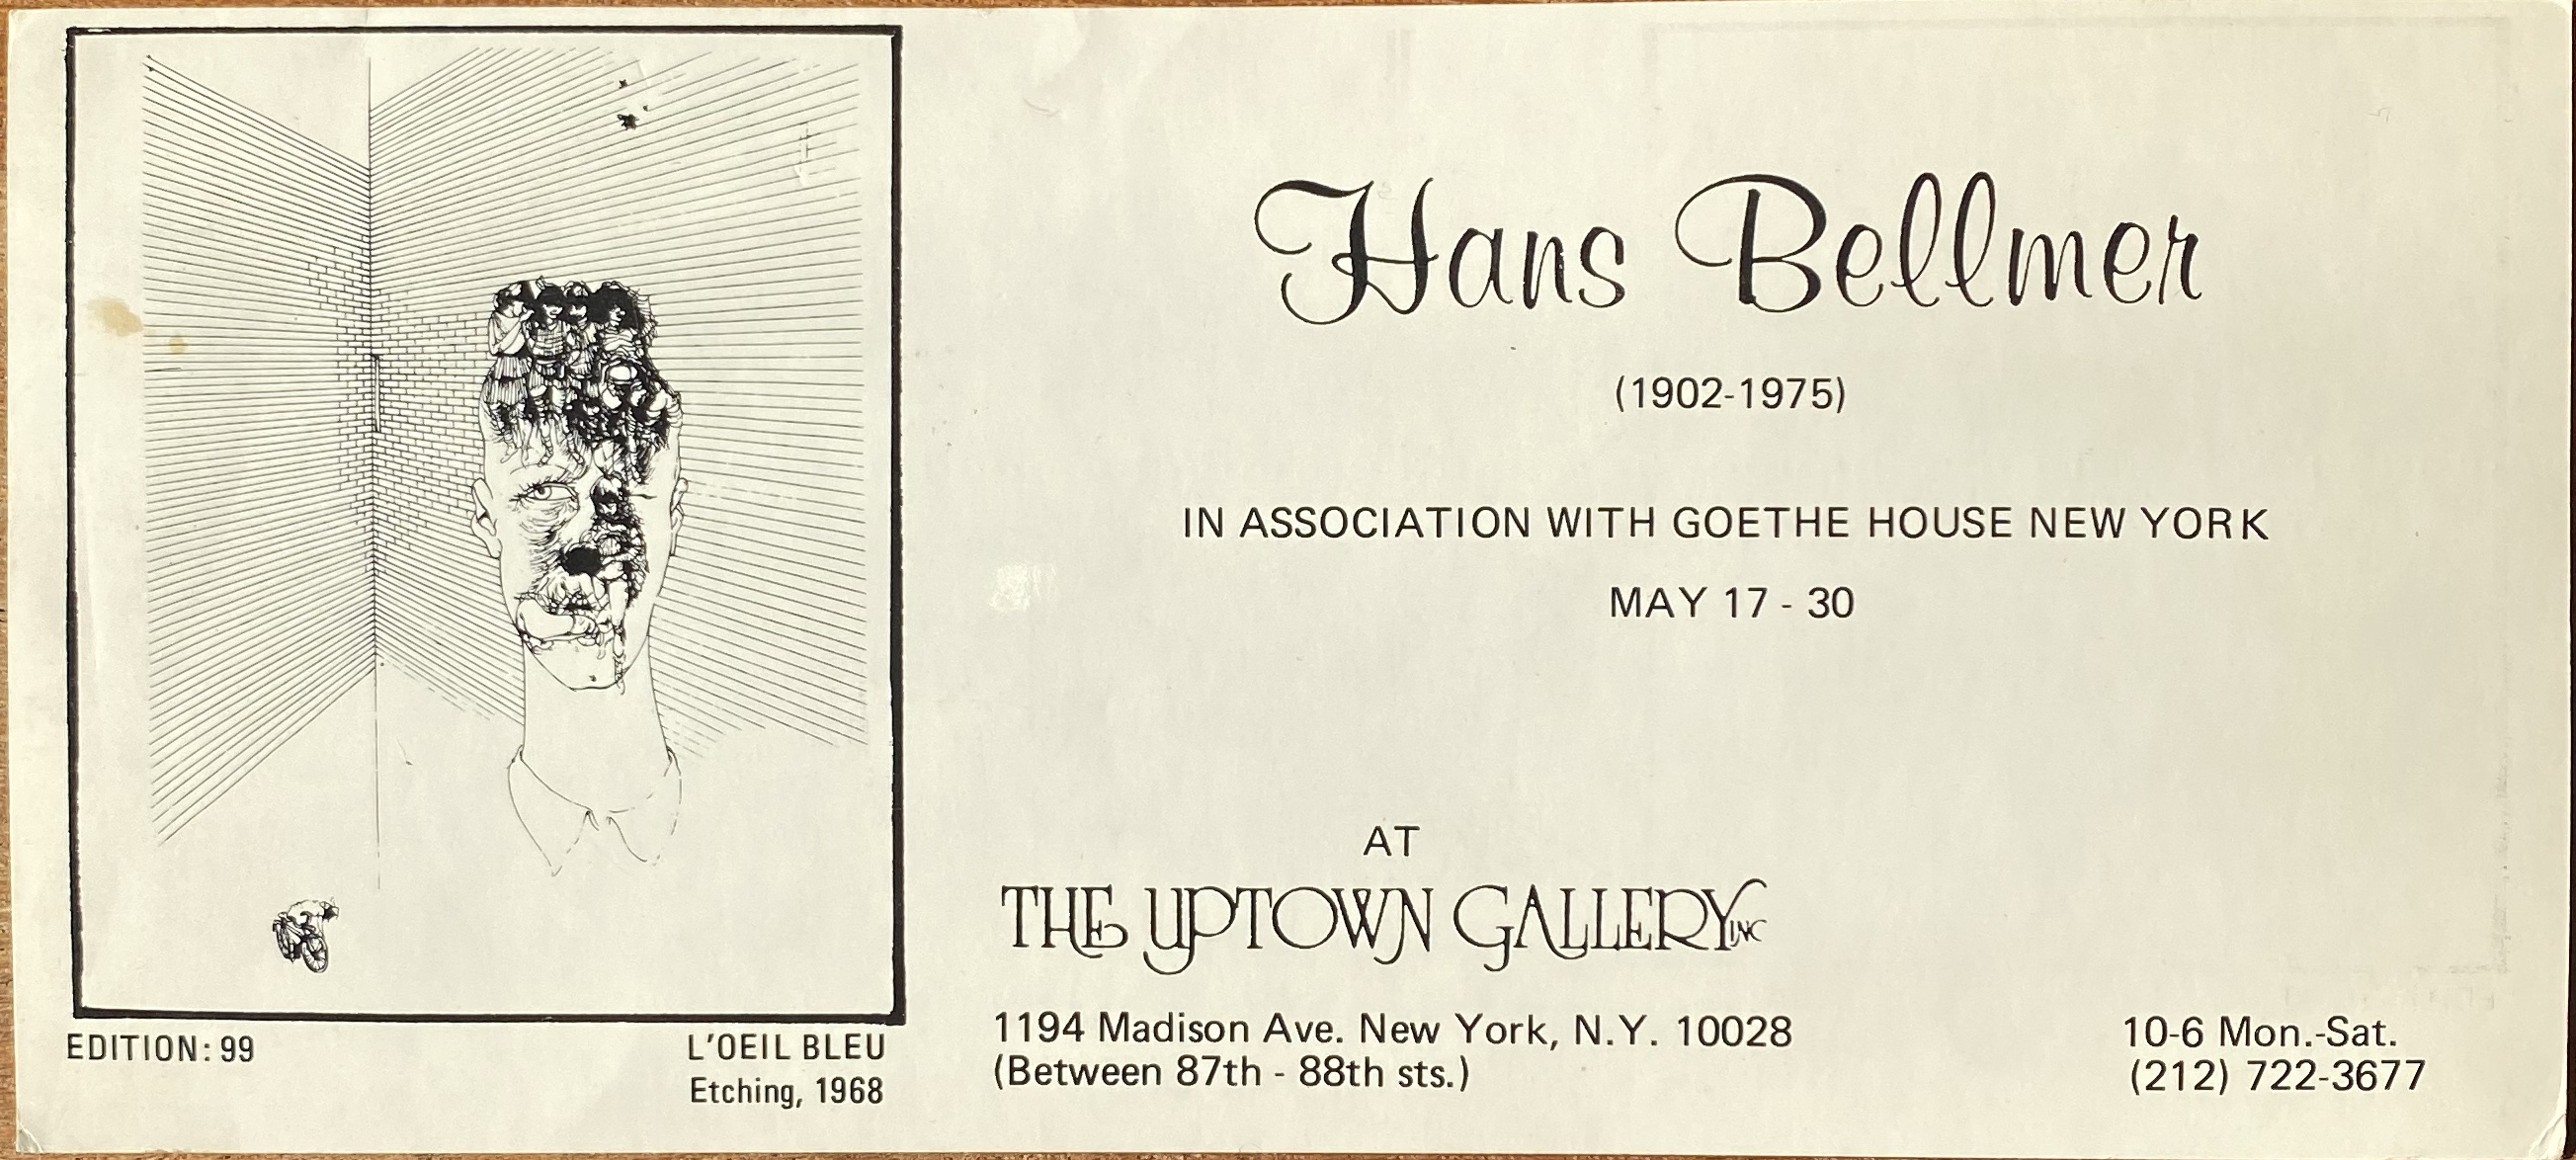 Hans Bellmer
(1902-1975)
IN ASSOCIATION WITH GOETHE HOUSE NEW YORK
MAY 17 - 30
AT
THE UPTOWN GALLERY INC
1194 Madison Ave. New York, N.Y. 10028
(Between 87th - 88th sts.)
10-6 Mon.-Sat.
(212) 722-3677
EDITION: 99
L'OEIL BLEU
Etching, 1968